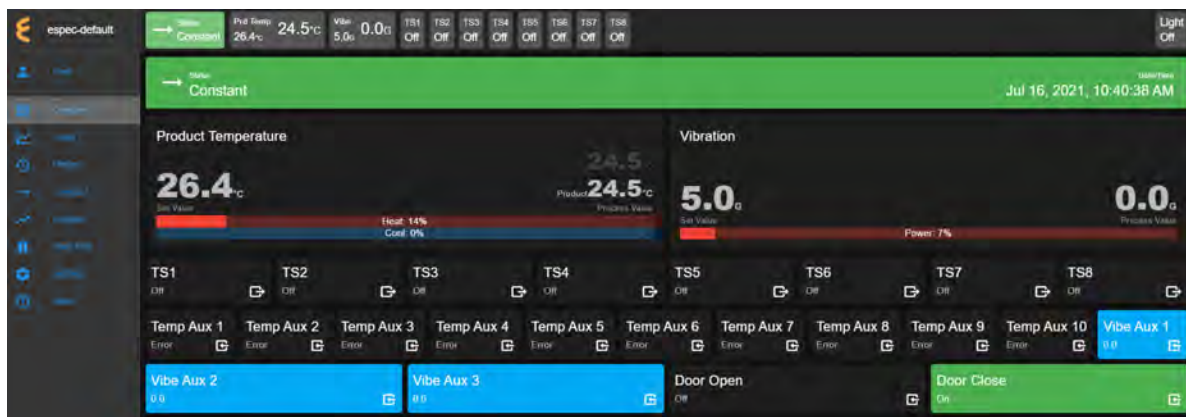 espec-default
Status
Constant
Prd Temp
26.4°C
24.5°C
Vibe
5.0G
0.0G
TS1
Off
TS2
Off
TS3
Off
TS4
Off
TS5
Off
TS6
Off
TS7
Off
TS8
Off
Light
Off
Status
Constant
Date/Time
Jul 16, 2021, 10:40:38 AM
Product Temperature
24.5
26.4°C
Product 24.5°C
Set Value
Process Value
Heat: 14%
Cool: 0%
Vibration
5.0G
0.0G
Set Value
Process Value
Power: 7%
TS1
Off
TS2
Off
TS3
Off
TS4
Off
TS5
Off
TS6
Off
TS7
Off
TS8
Off
Temp Aux 1
Error
Temp Aux 2
Error
Temp Aux 3
Error
Temp Aux 4
Error
Temp Aux 5
Error
Temp Aux 6
Error
Temp Aux 7
Error
Temp Aux 8
Error
Temp Aux 9
Error
Temp Aux 10
Error
Vibe Aux 1
0.0
Vibe Aux 2
0.0
Vibe Aux 3
0.0
Door Open
Off
Door Close
On